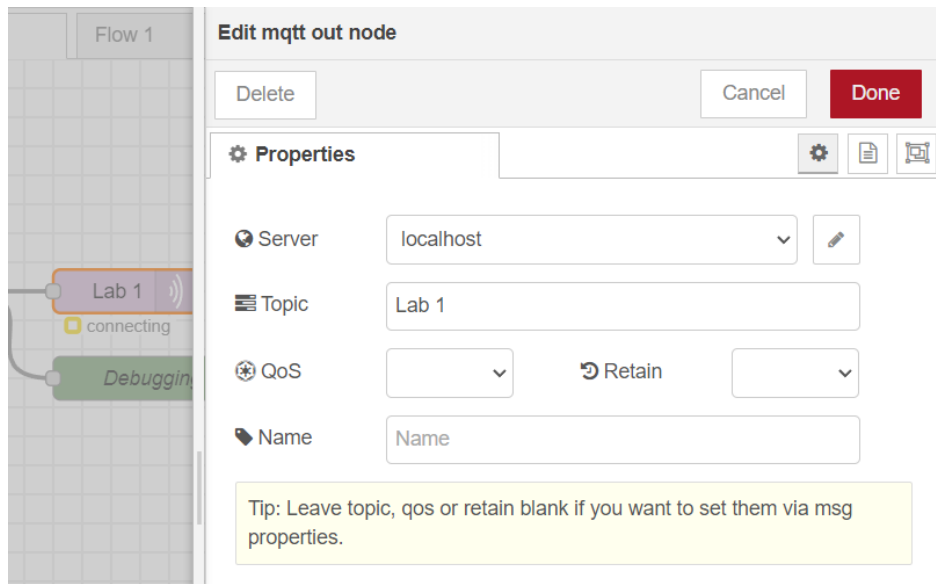 Flow 1
Edit mqtt out node
Delete
Cancel
Done
Properties
Server
localhost
Topic
Lab 1
QoS
Retain
Name
Name
Tip: Leave topic, qos or retain blank if you want to set them via msg
properties.
Lab 1
connecting
Debugging